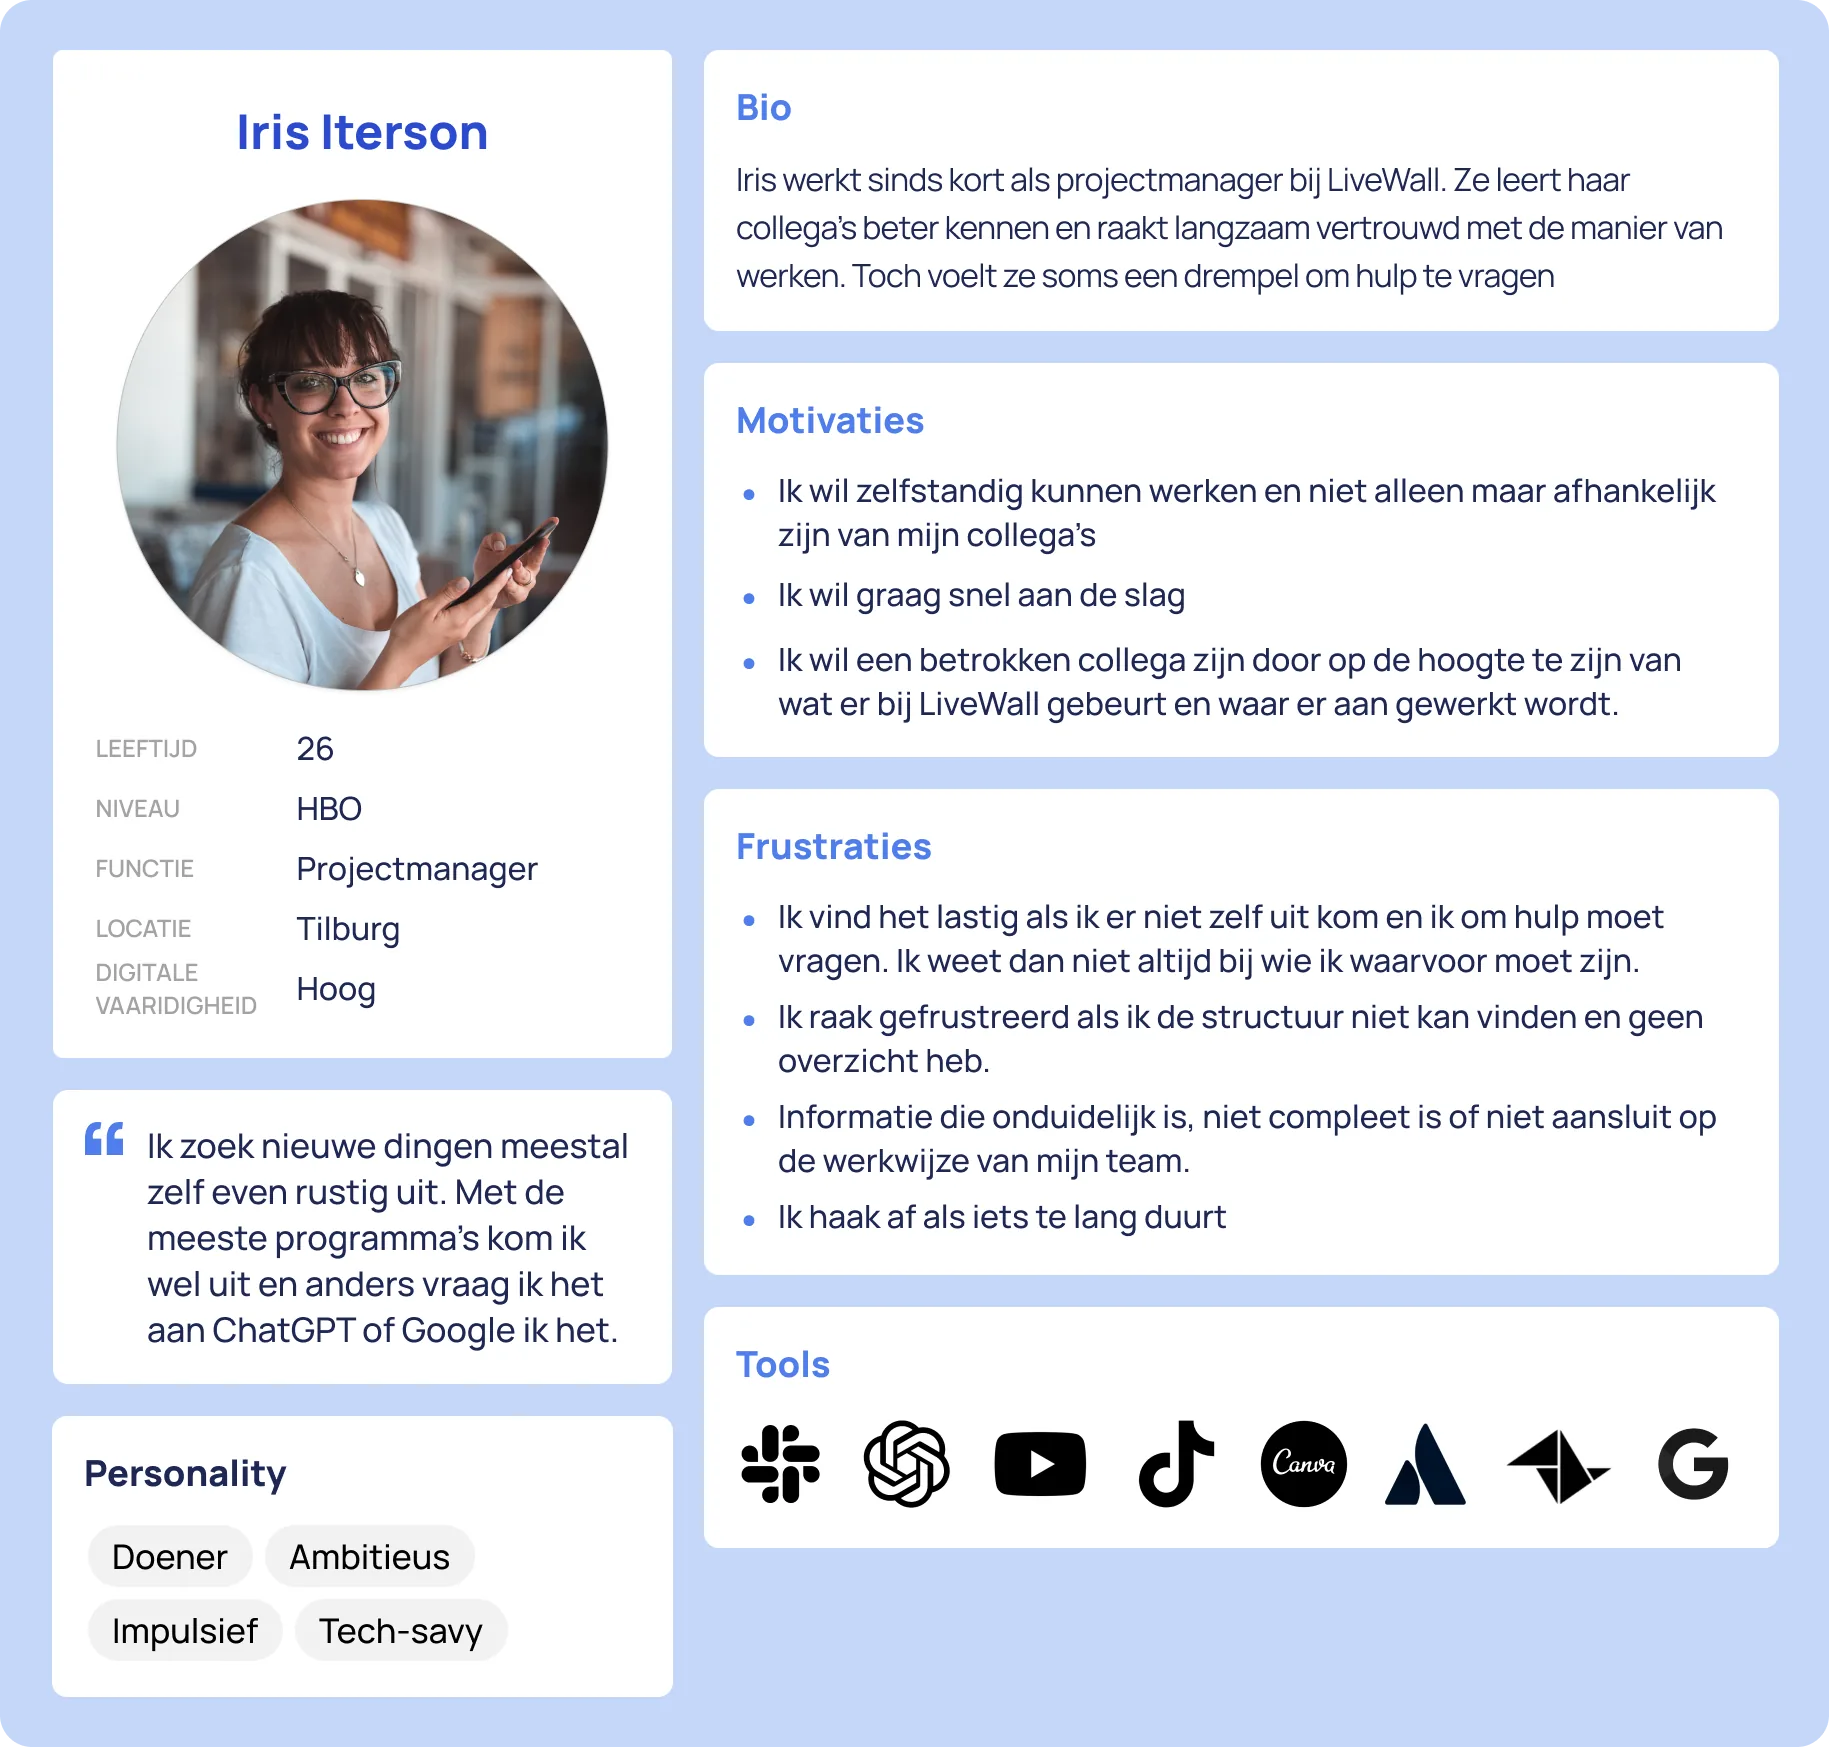 Iris Iterson
LEEFTIJD 26
NIVEAU HBO
FUNCTIE Projectmanager
LOCATIE Tilburg
DIGITALE
VAARIDIGHEID Hoog
“ Ik zoek nieuwe dingen meestal
zelf even rustig uit. Met de
meeste programma’s kom ik
wel uit en anders vraag ik het
aan ChatGPT of Google ik het.
Personality
Doener Ambitieus
Impulsief Tech-savy
Bio
Iris werkt sinds kort als projectmanager bij LiveWall. Ze leert haar
collega’s beter kennen en raakt langzaam vertrouwd met de manier van
werken. Toch voelt ze soms een drempel om hulp te vragen
Motivaties
• Ik wil zelfstandig kunnen werken en niet alleen maar afhankelijk
zijn van mijn collega’s
• Ik wil graag snel aan de slag
• Ik wil een betrokken collega zijn door op de hoogte te zijn van
wat er bij LiveWall gebeurt en waar er aan gewerkt wordt.
Frustraties
• Ik vind het lastig als ik er niet zelf uit kom en ik om hulp moet
vragen. Ik weet dan niet altijd bij wie ik waarvoor moet zijn.
• Ik raak gefrustreerd als ik de structuur niet kan vinden en geen
overzicht heb.
• Informatie die onduidelijk is, niet compleet is of niet aansluit op
de werkwijze van mijn team.
• Ik haak af als iets te lang duurt
Tools
Canva
G